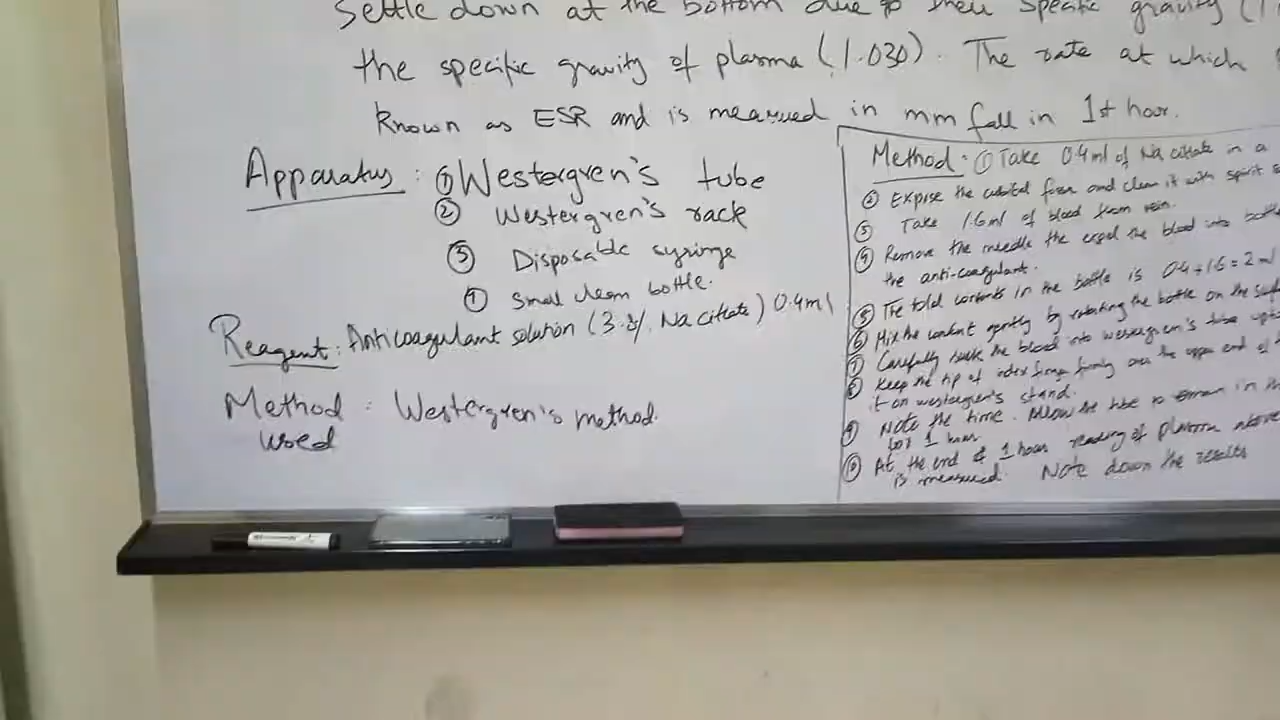 Settle down at the bottom due to their specific gravity (1.
the specific gravity of plasma (1.030). The rate at which
Known as ESR and is measured in mm fall in 1st hour.
Apparatus : ① Westergren's tube
② Westergren's rack
③ Disposable syringe
④ Small clean bottle.
Reagent: Anticoagulant solution (3.8% Na citrate) 0.4ml
Method : Westergren's method.
used
Method : ① Take 0.4ml of Na citrate in a
② Expose the cubital fossa and clean it with spirit
③ Take 1.6ml of blood from vein.
④ Remove the needle the expel the blood into bottle
the anti-coagulant.
⑤ The total contents in the bottle is 0.4+1.6=2 ml
⑥ Mix the content gently by rotating the bottle on the
⑦ Carefully suck the blood into westergren's tube upto
⑧ Keep the tip of index finger firmly over the upper end of
it on westergren's stand.
⑨ Note the time. Allow the tube to remain in the
for 1 hour.
⑩ At the end of 1 hour reading of plasma above
is measured. Note down the results